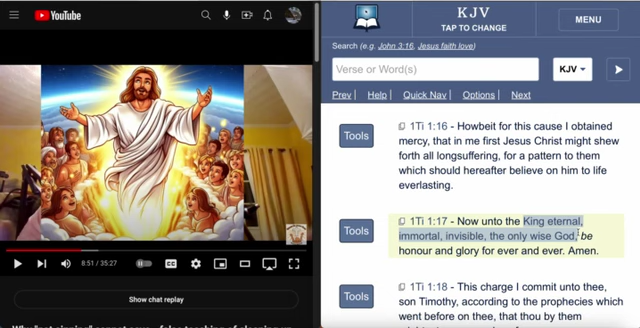 YouTube
8:51 / 35:27
CC
Show chat replay
KJV
TAP TO CHANGE
MENU
Search (e.g. John 3:16, Jesus faith love)
Verse or Word(s)
KJV
Prev | Help | Quick Nav | Options | Next
Tools
1Ti 1:16 - Howbeit for this cause I obtained
mercy, that in me first Jesus Christ might shew
forth all longsuffering, for a pattern to them
which should hereafter believe on him to life
everlasting.
Tools
1Ti 1:17 - Now unto the King eternal,
immortal, invisible, the only wise God, be
honour and glory for ever and ever. Amen.
Tools
1Ti 1:18 - This charge I commit unto thee,
son Timothy, according to the prophecies which
went before on thee, that thou by them